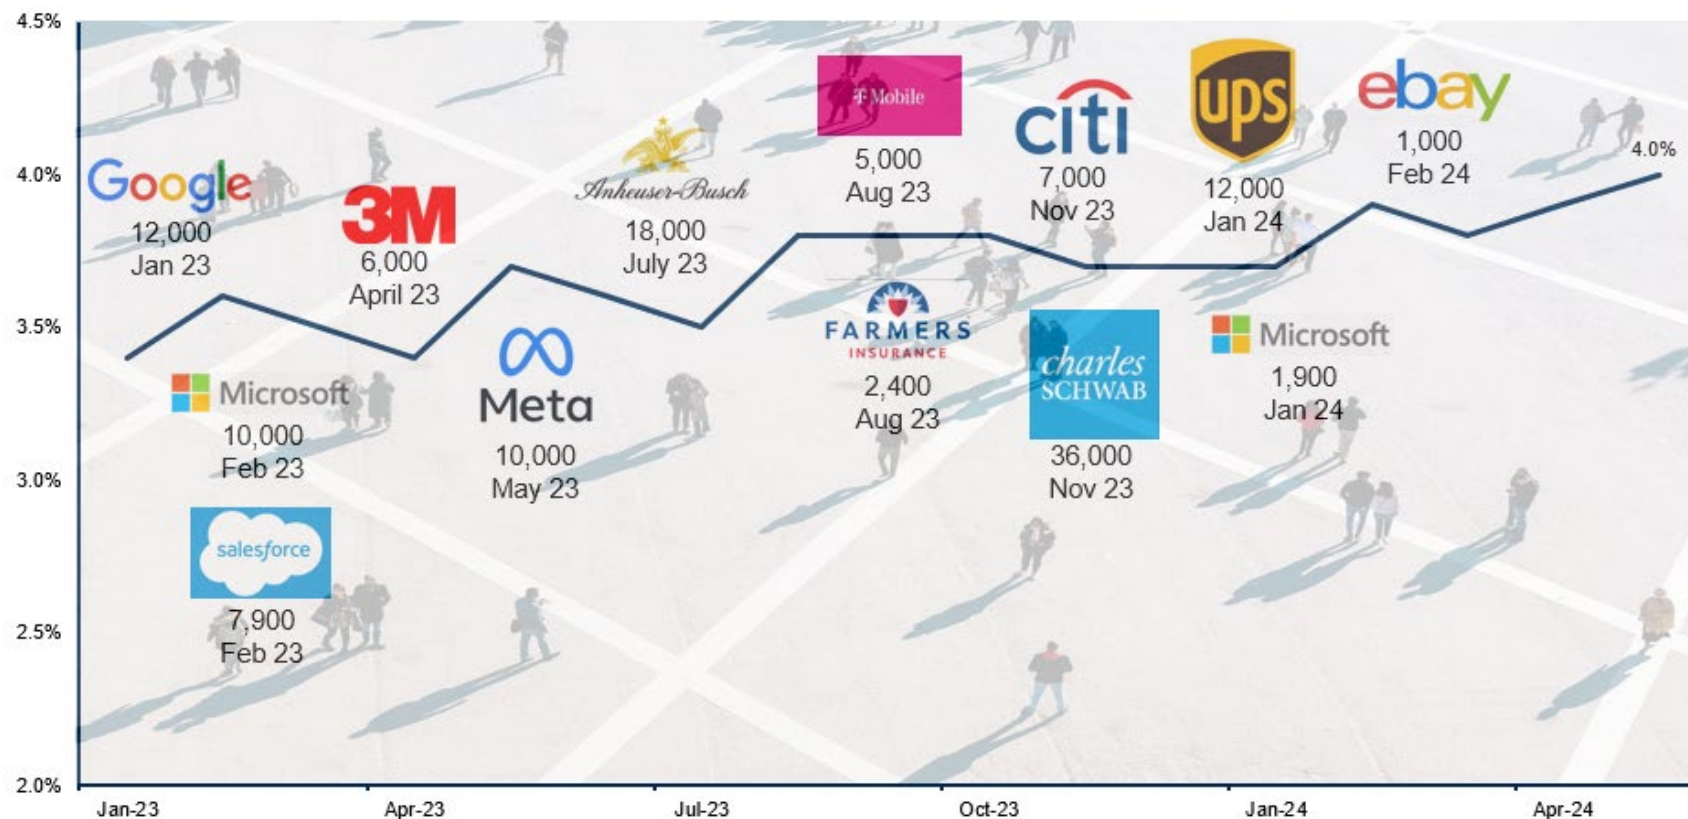 4.5%
4.0%
3.5%
3.0%
2.5%
2.0%
Google
12,000
Jan 23
Microsoft
10,000
Feb 23
salesforce
7,900
Feb 23
3M
6,000
April 23
Meta
10,000
May 23
Anheuser-Busch
18,000
July 23
T Mobile
5,000
Aug 23
FARMERS
INSURANCE
2,400
Aug 23
citi
7,000
Nov 23
charles
SCHWAB
36,000
Nov 23
ups
12,000
Jan 24
Microsoft
1,900
Jan 24
ebay
1,000
Feb 24
4.0%
Jan-23
Apr-23
Jul-23
Oct-23
Jan-24
Apr-24